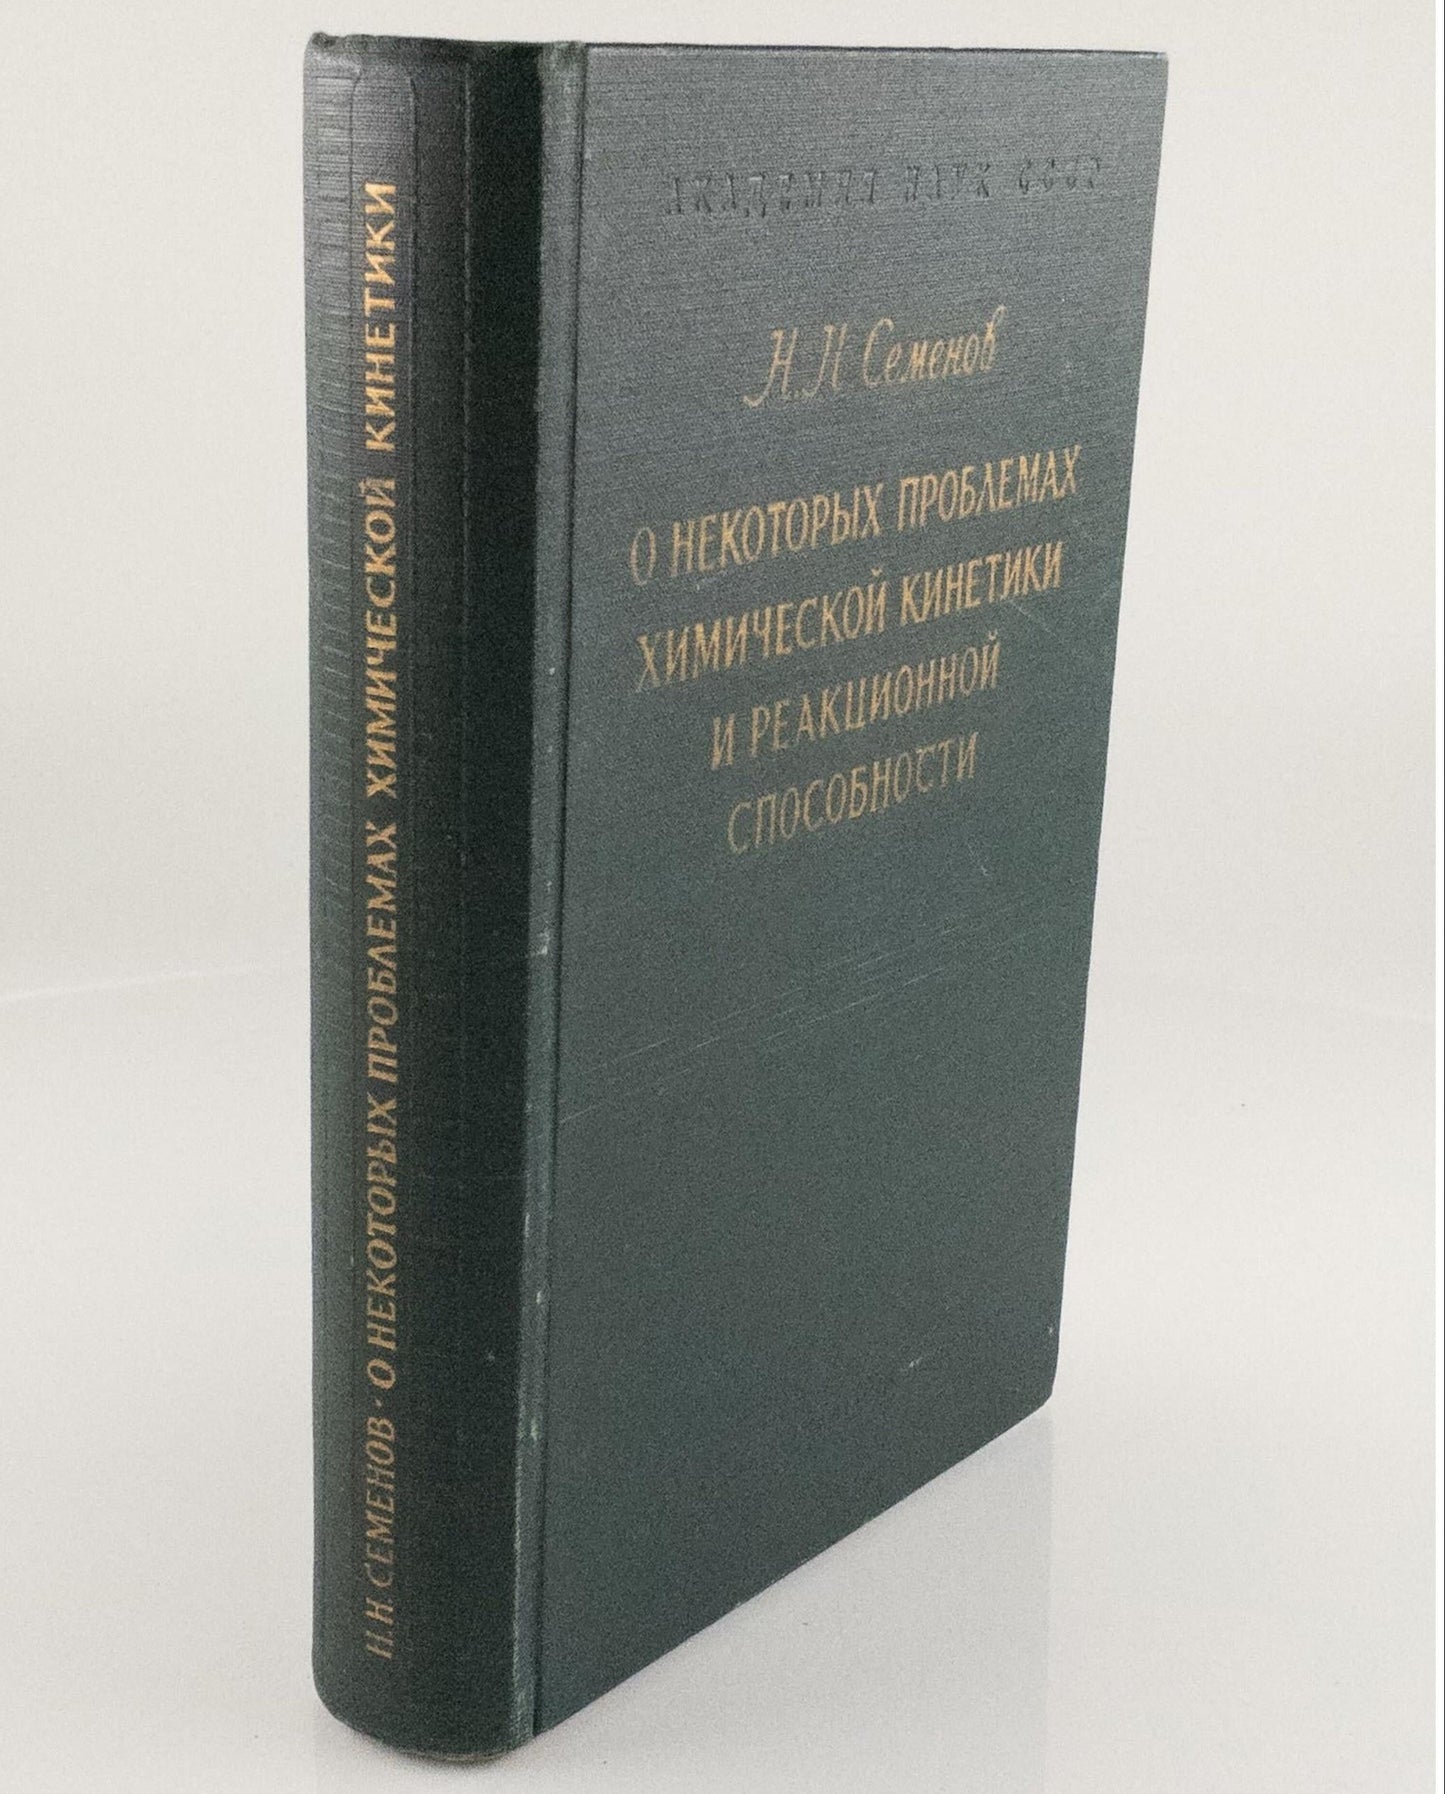 АКАДЕМИЯ НАУК СССР
Н. Н. Семенов
О НЕКОТОРЫХ ПРОБЛЕМАХ
ХИМИЧЕСКОЙ КИНЕТИКИ
И РЕАКЦИОННОЙ
СПОСОБНОСТИ
Н. Н. СЕМЕНОВ · О НЕКОТОРЫХ ПРОБЛЕМАХ ХИМИЧЕСКОЙ КИНЕТИКИ